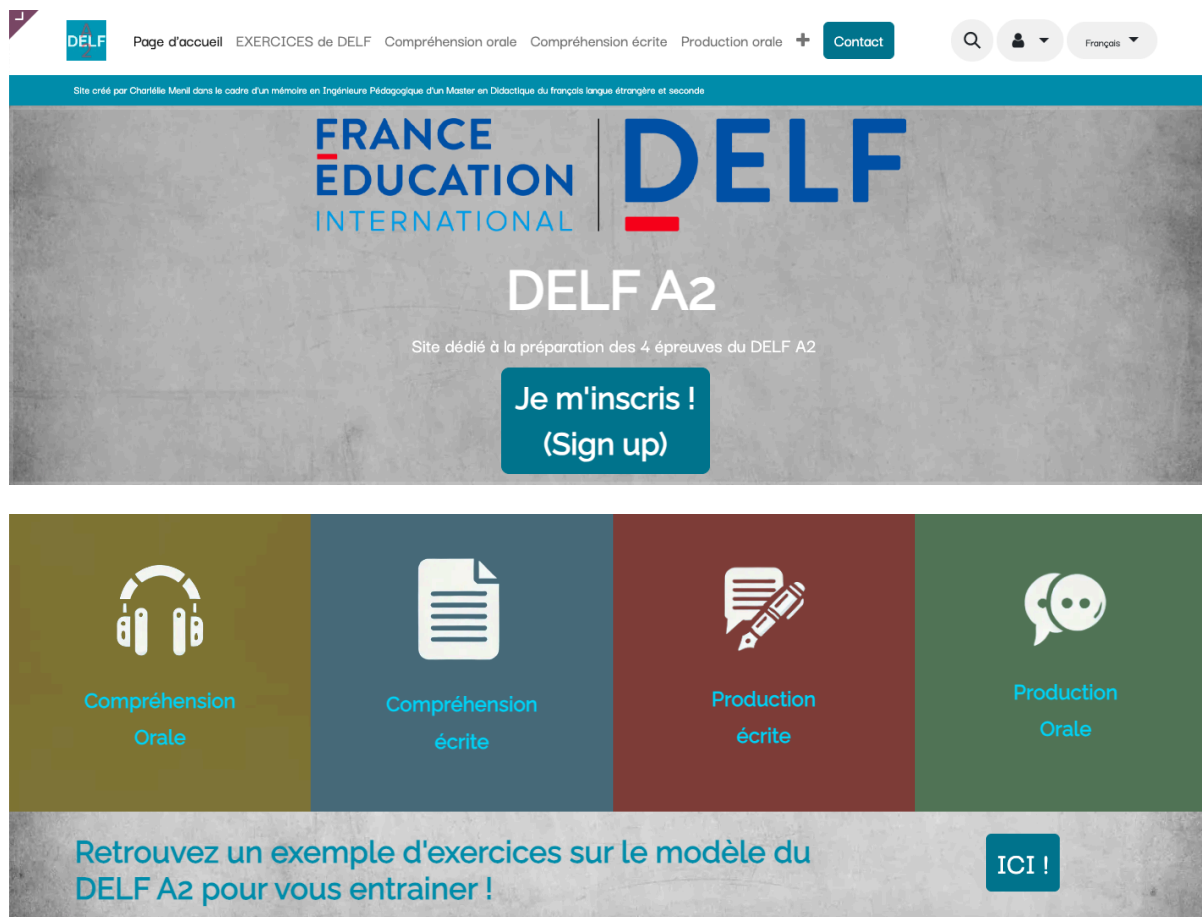 DELF
Page d'accueil EXERCICES de DELF Compréhension orale Compréhension écrite Production orale + Contact Français
Site créé par Charlélie Menil dans le cadre d'un mémoire en Ingénieure Pédagogique d'un Master en Didactique du français langue étrangère et seconde
FRANCE
EDUCATION
INTERNATIONAL
DELF
DELF A2
Site dédié à la préparation des 4 épreuves du DELF A2
Je m'inscris !
(Sign up)
Compréhension
Orale
Compréhension
écrite
Production
écrite
Production
Orale
Retrouvez un exemple d'exercices sur le modèle du
DELF A2 pour vous entrainer !
ICI !